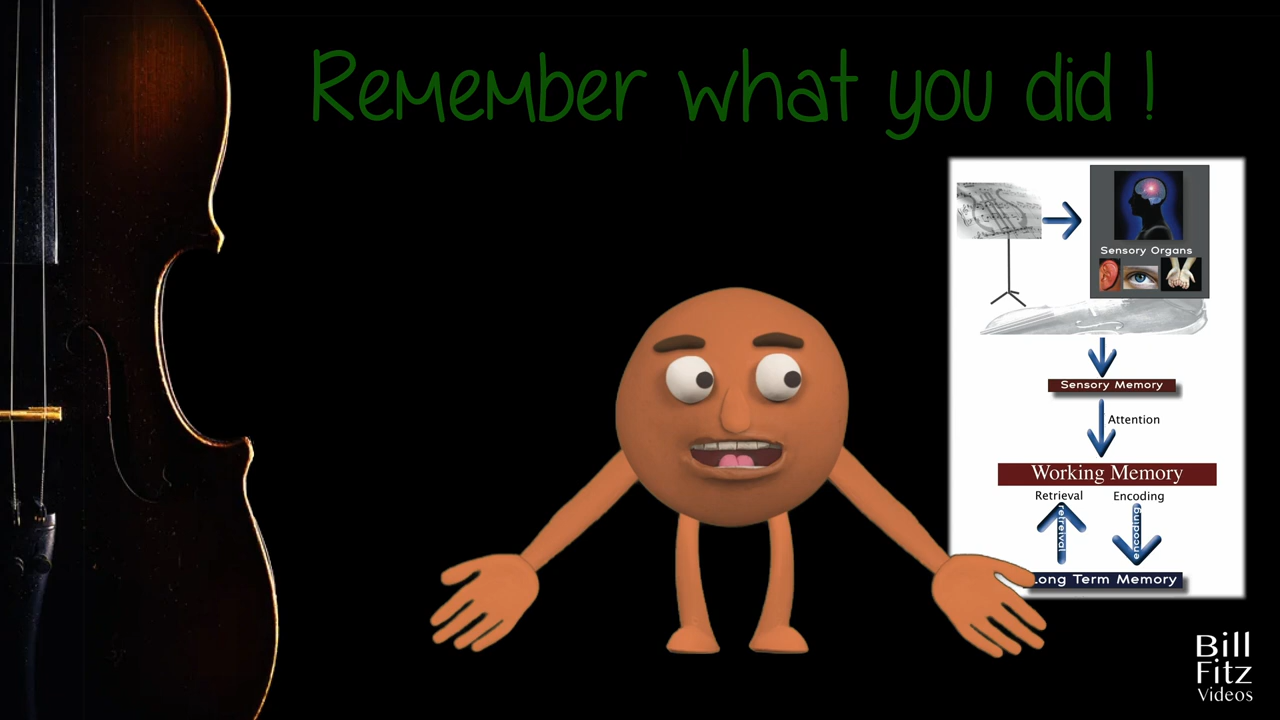 Remember what you did !
Sensory Organs
Sensory Memory
Attention
Working Memory
Retrieval Encoding
retreival encoding
Long Term Memory
Bill
Fitz
Videos